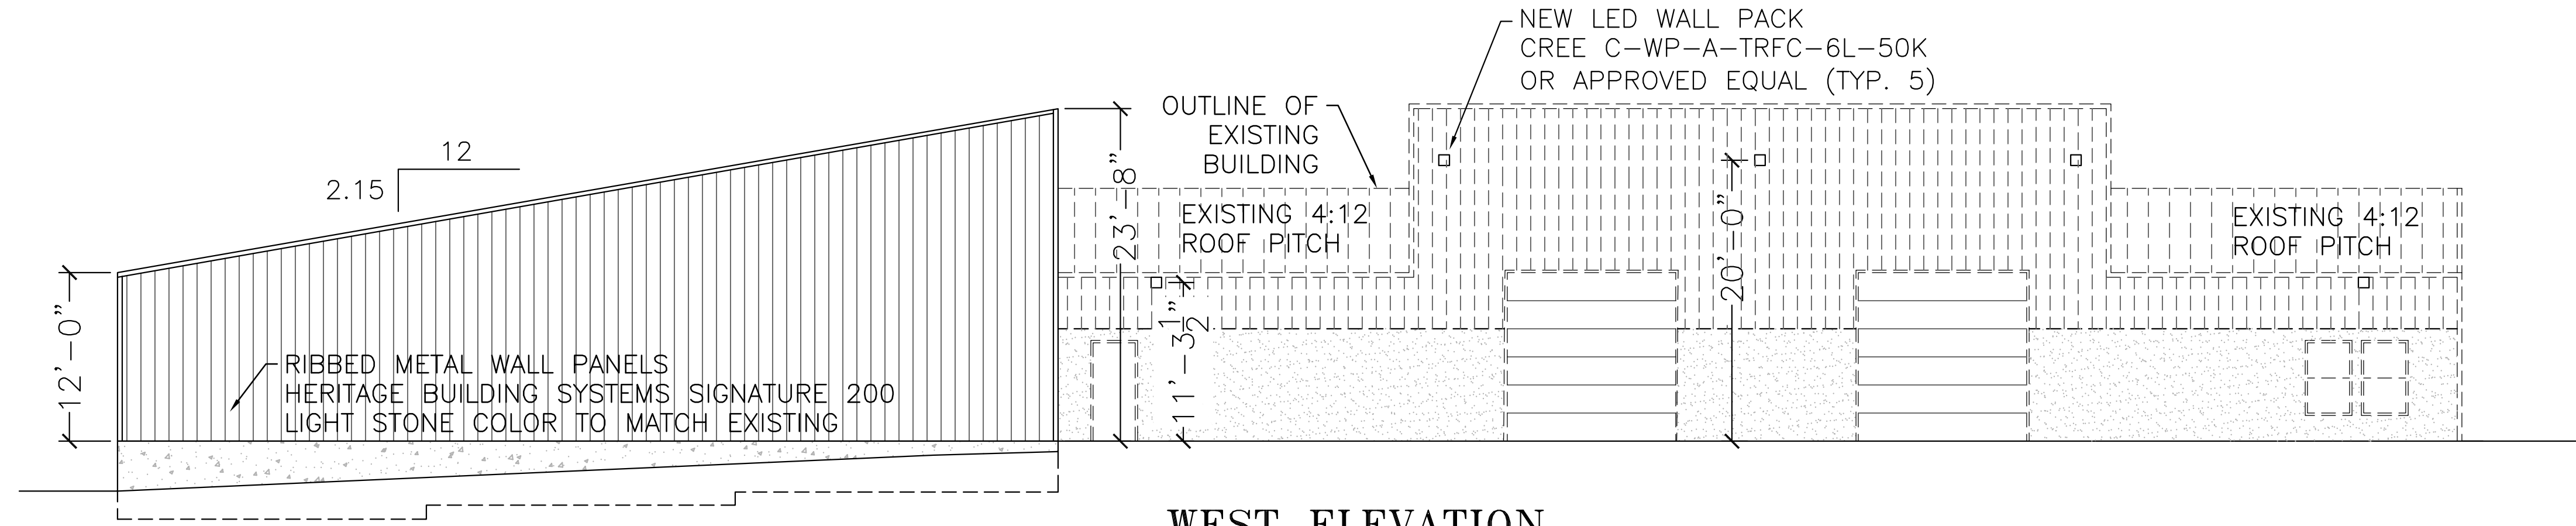 NEW LED WALL PACK
CREE C-WP-A-TRFC-6L-50K
OR APPROVED EQUAL (TYP. 5)
OUTLINE OF
EXISTING
BUILDING
12
2.15
23'-8"
EXISTING 4:12
ROOF PITCH
20'-0"
EXISTING 4:12
ROOF PITCH
12'-0"
11'-3 1/2"
RIBBED METAL WALL PANELS
HERITAGE BUILDING SYSTEMS SIGNATURE 200
LIGHT STONE COLOR TO MATCH EXISTING
WEST ELEVATION